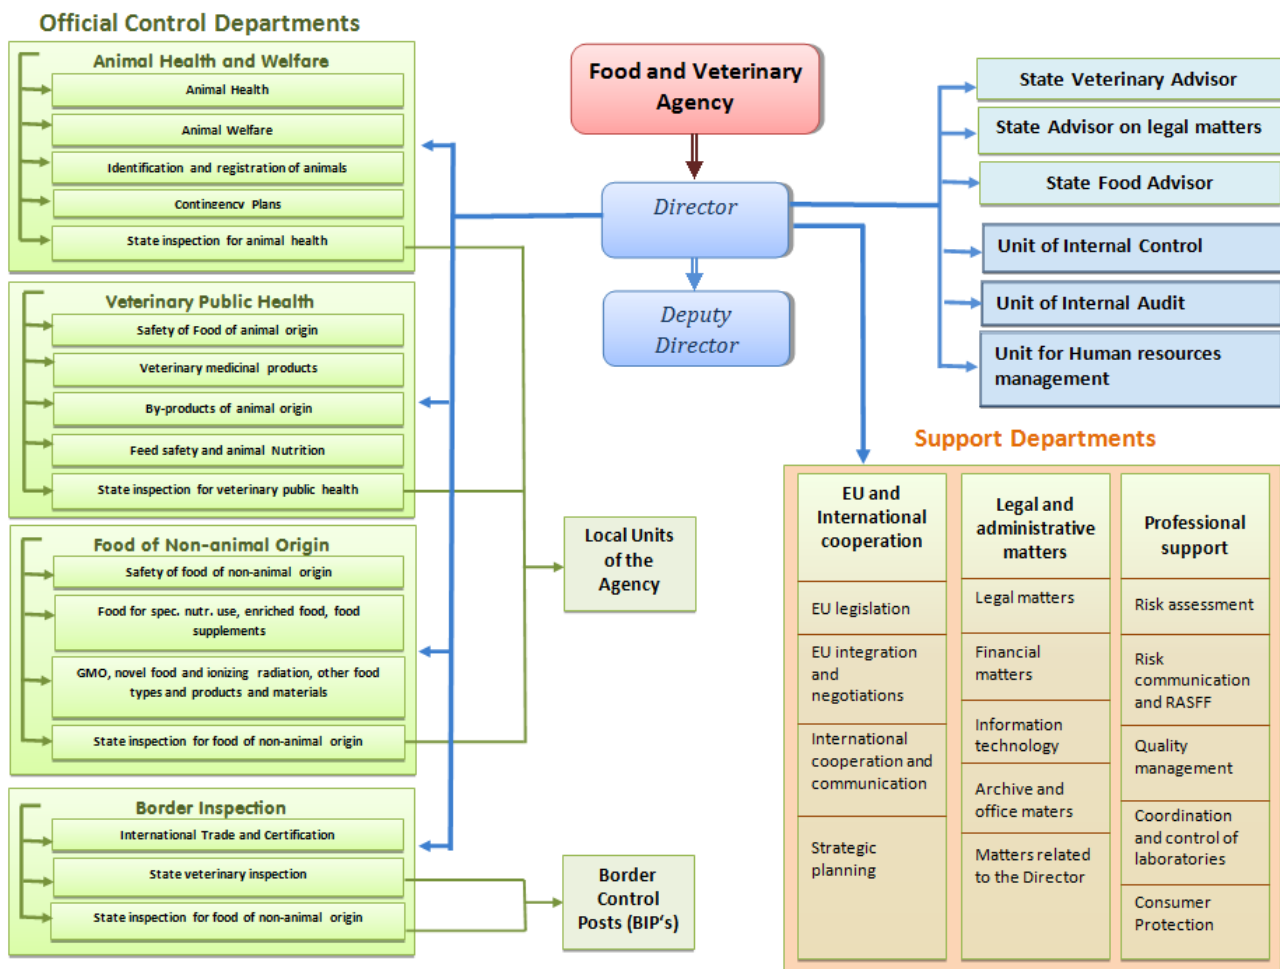 Official Control Departments
Animal Health and Welfare
Animal Health
Animal Welfare
Identification and registration of animals
Contingency Plans
State inspection for animal health
Veterinary Public Health
Safety of Food of animal origin
Veterinary medicinal products
By-products of animal origin
Feed safety and animal Nutrition
State inspection for veterinary public health
Food of Non-animal Origin
Safety of food of non-animal origin
Food for spec. nutr. use, enriched food, food
supplements
GMO, novel food and ionizing radiation, other food
types and products and materials
State inspection for food of non-animal origin
Border Inspection
International Trade and Certification
State veterinary inspection
State inspection for food of non-animal origin
Food and Veterinary
Agency
Director
Deputy
Director
Local Units
of the
Agency
Border
Control
Posts (BIP‘s)
State Veterinary Advisor
State Advisor on legal matters
State Food Advisor
Unit of Internal Control
Unit of Internal Audit
Unit for Human resources
management
Support Departments
EU and
International
cooperation
EU legislation
EU integration
and
negotiations
International
cooperation and
communication
Strategic
planning
Legal and
administrative
matters
Legal matters
Financial
matters
Information
technology
Archive and
office maters
Matters related
to the Director
Professional
support
Risk assessment
Risk
communication
and RASFF
Quality
management
Coordination
and control of
laboratories
Consumer
Protection